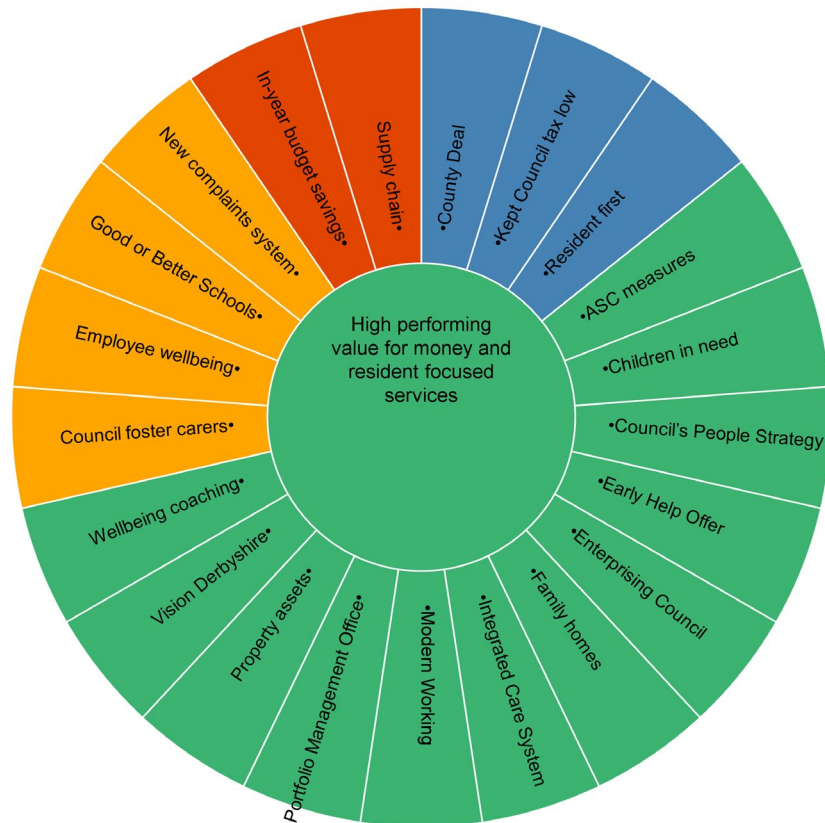 High performing
value for money and
resident focused
services
•County Deal
•Kept Council tax low
•Resident first
•ASC measures
•Children in need
•Council's People Strategy
•Early Help Offer
•Enterprising Council
•Family homes
•Integrated Care System
•Modern Working
Portfolio Management Office•
Property assets•
Vision Derbyshire•
Wellbeing coaching•
Council foster carers•
Employee wellbeing•
Good or Better Schools•
New complaints system•
In-year budget savings•
Supply chain•